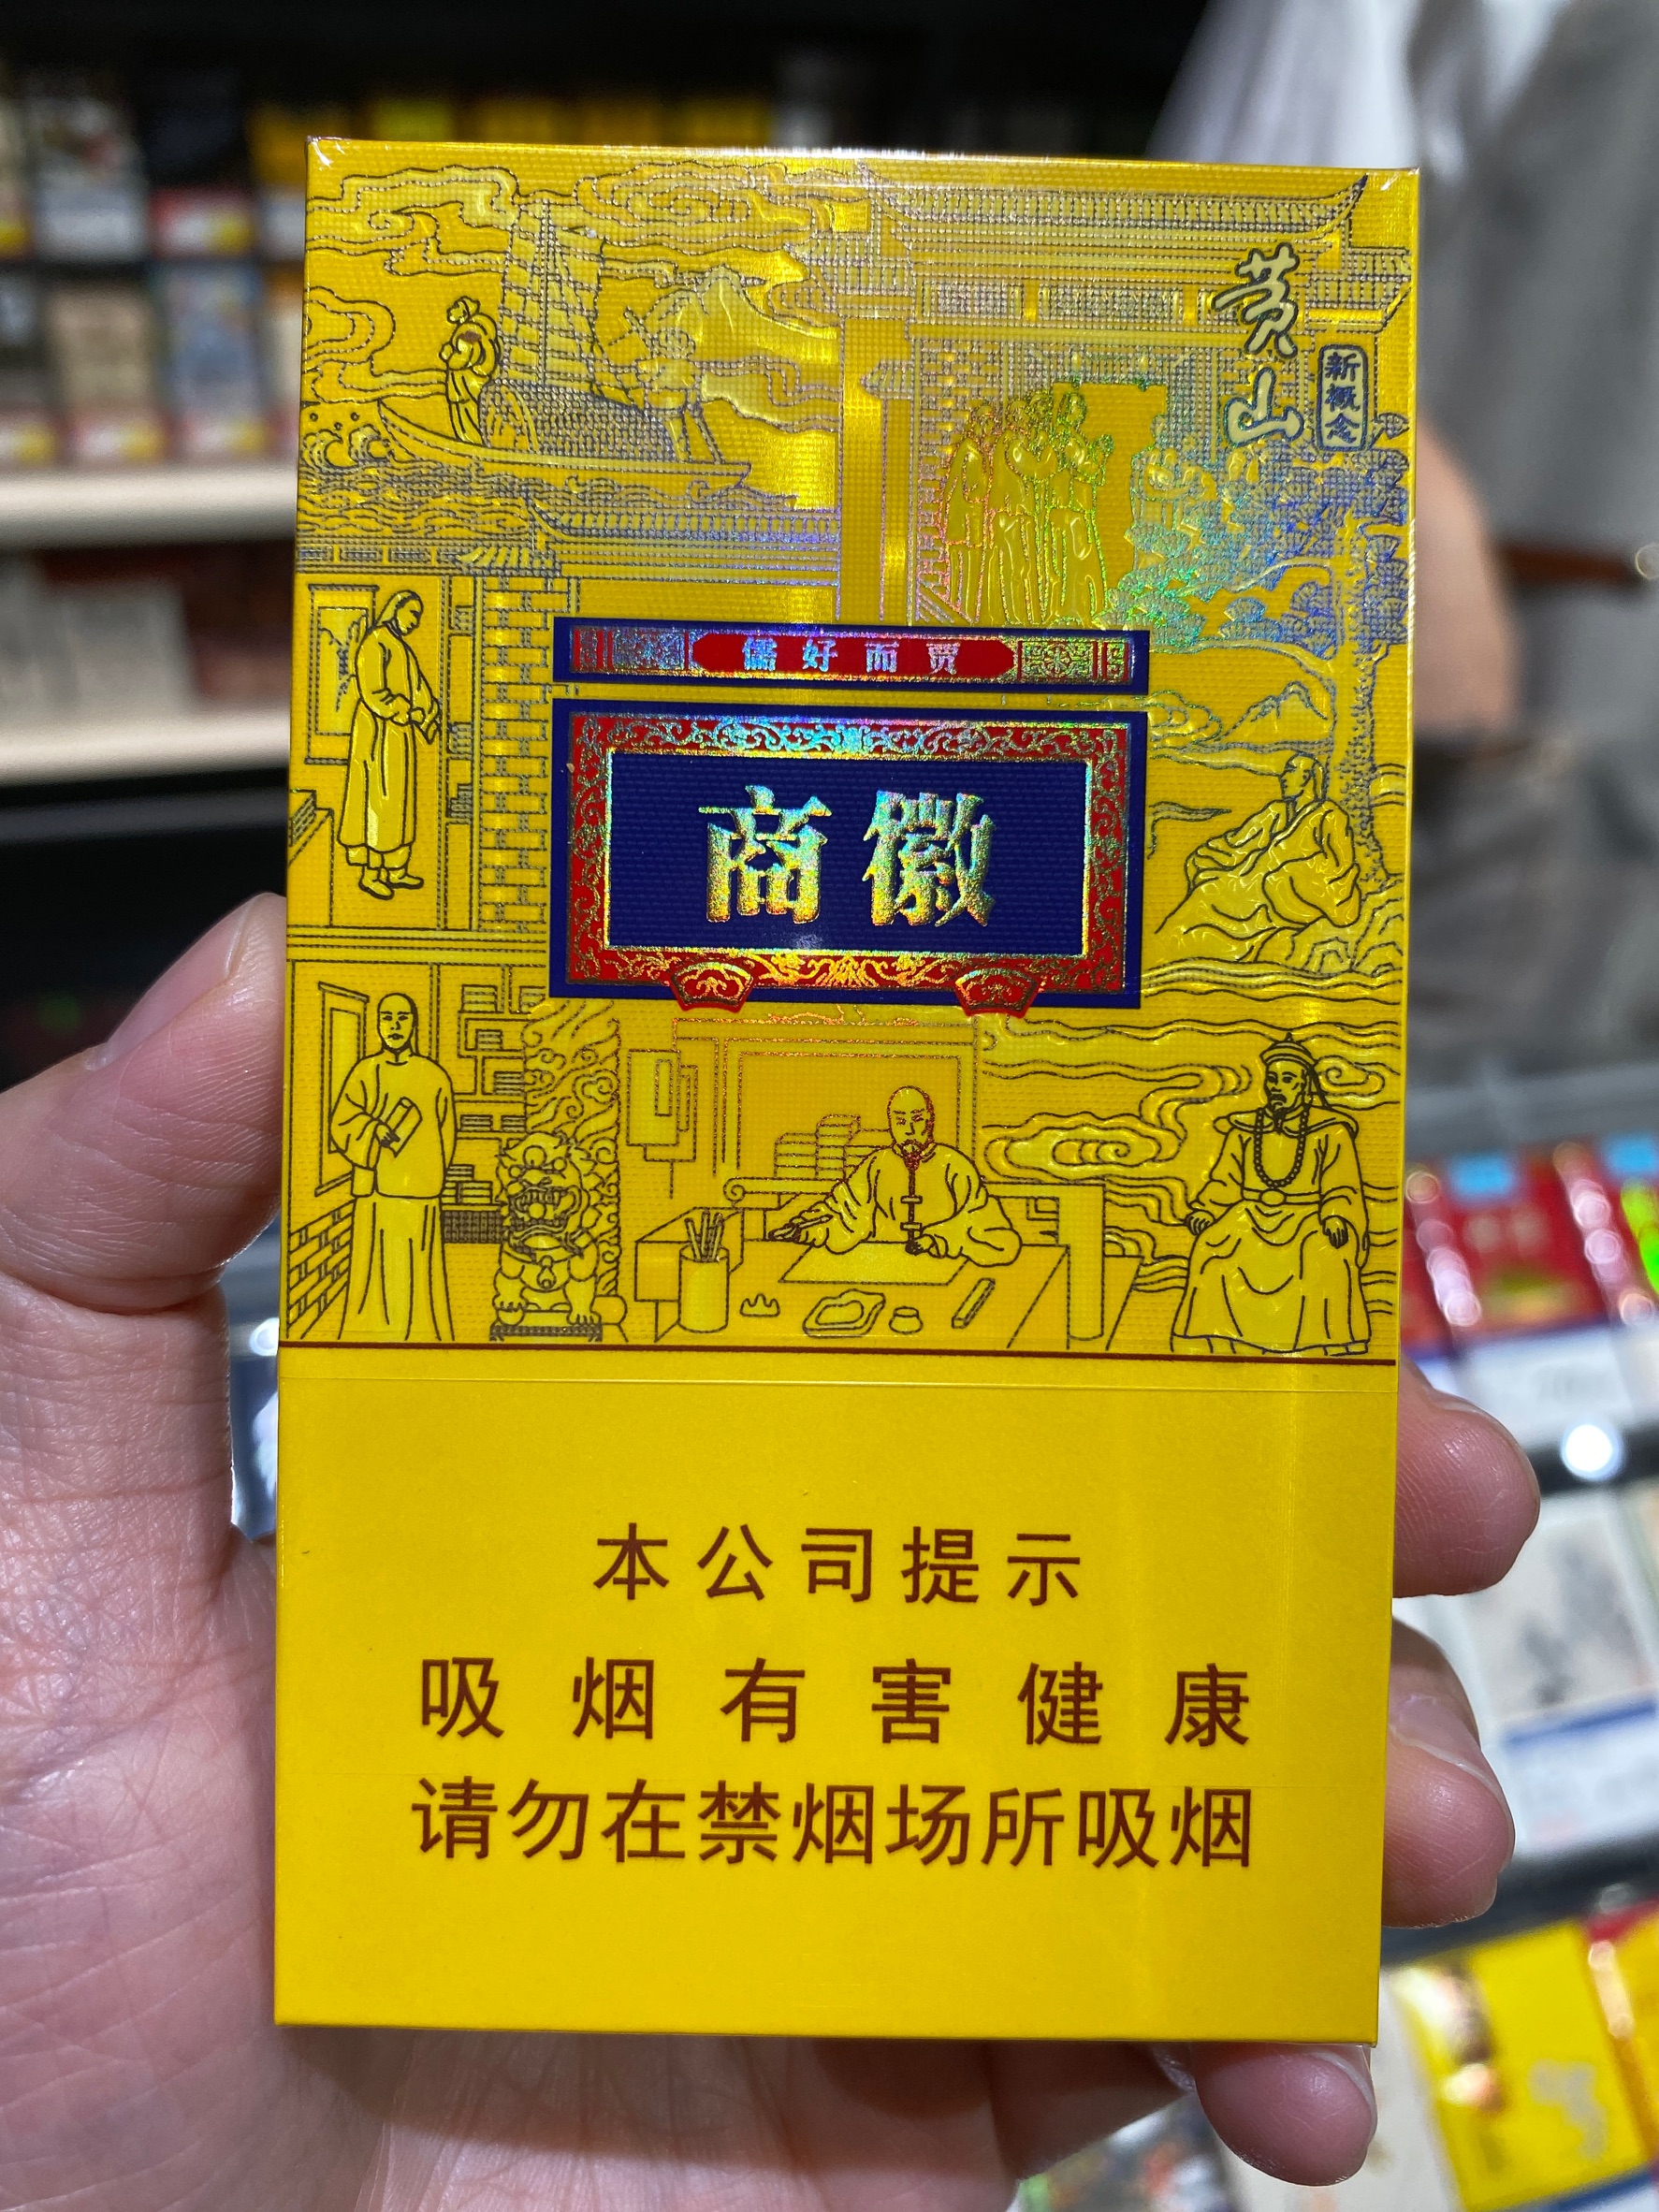 黄山
新概念
儒好而贾
商徽
本公司提示
吸烟有害健康
请勿在禁烟场所吸烟